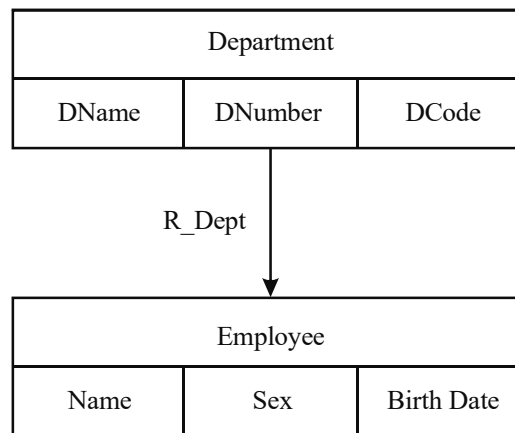 Department
DName DNumber DCode
R_Dept
Employee
Name Sex Birth Date